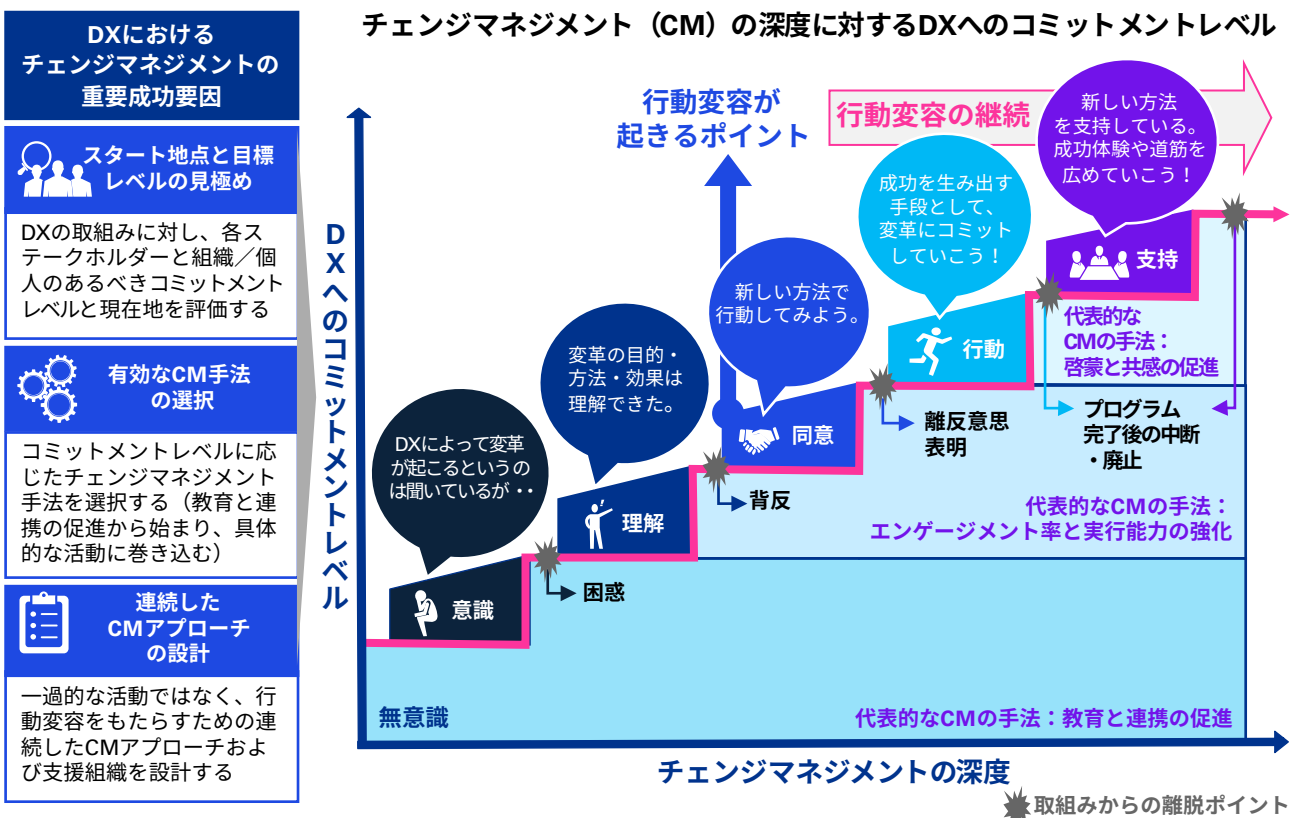 チェンジマネジメント（CM）の深度に対するDXへのコミットメントレベル
DXにおける
チェンジマネジメントの
重要成功要因
スタート地点と目標
レベルの見極め
DXの取組みに対し、各ス
テークホルダーと組織／個
人のあるべきコミットメント
レベルと現在地を評価する
有効なCM手法
の選択
コミットメントレベルに応
じたチェンジマネジメント
手法を選択する（教育と連
携の促進から始まり、具体
的な活動に巻き込む）
連続した
CMアプローチ
の設計
一過的な活動ではなく、行
動変容をもたらすための連
続したCMアプローチおよ
び支援組織を設計する
DXへのコミットメントレベル
行動変容が
起きるポイント
行動変容の継続
新しい方法
を支持している。
成功体験や道筋を
広めていこう！
成功を生み出す
手段として、
変革にコミット
していこう！
新しい方法で
行動してみよう。
変革の目的・
方法・効果は
理解できた。
DXによって変革
が起こるというの
は聞いているが・・
支持
行動
同意
理解
意識
無意識
代表的な
CMの手法：
啓蒙と共感の促進
プログラム
完了後の中断
・廃止
離反意思
表明
背反
困惑
代表的なCMの手法：
エンゲージメント率と実行能力の強化
代表的なCMの手法：教育と連携の促進
チェンジマネジメントの深度
取組みからの離脱ポイント